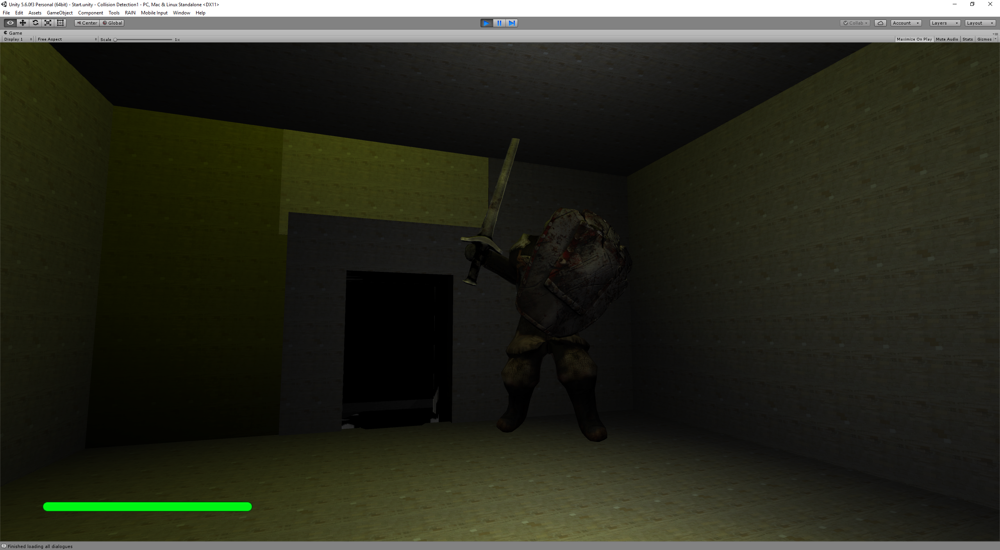 Unity 5.6.0f3 Personal (64bit) - Start.unity - Collision Detection1 - PC, Mac & Linux Standalone <DX11>
File Edit Assets GameObject Component Tools RAIN Mobile Input Window Help
Center Global Collab Account Layers Layout
Game
Display 1 Free Aspect Scale 1x Maximize On Play Mute Audio Stats Gizmos
Finished loading all dialogues